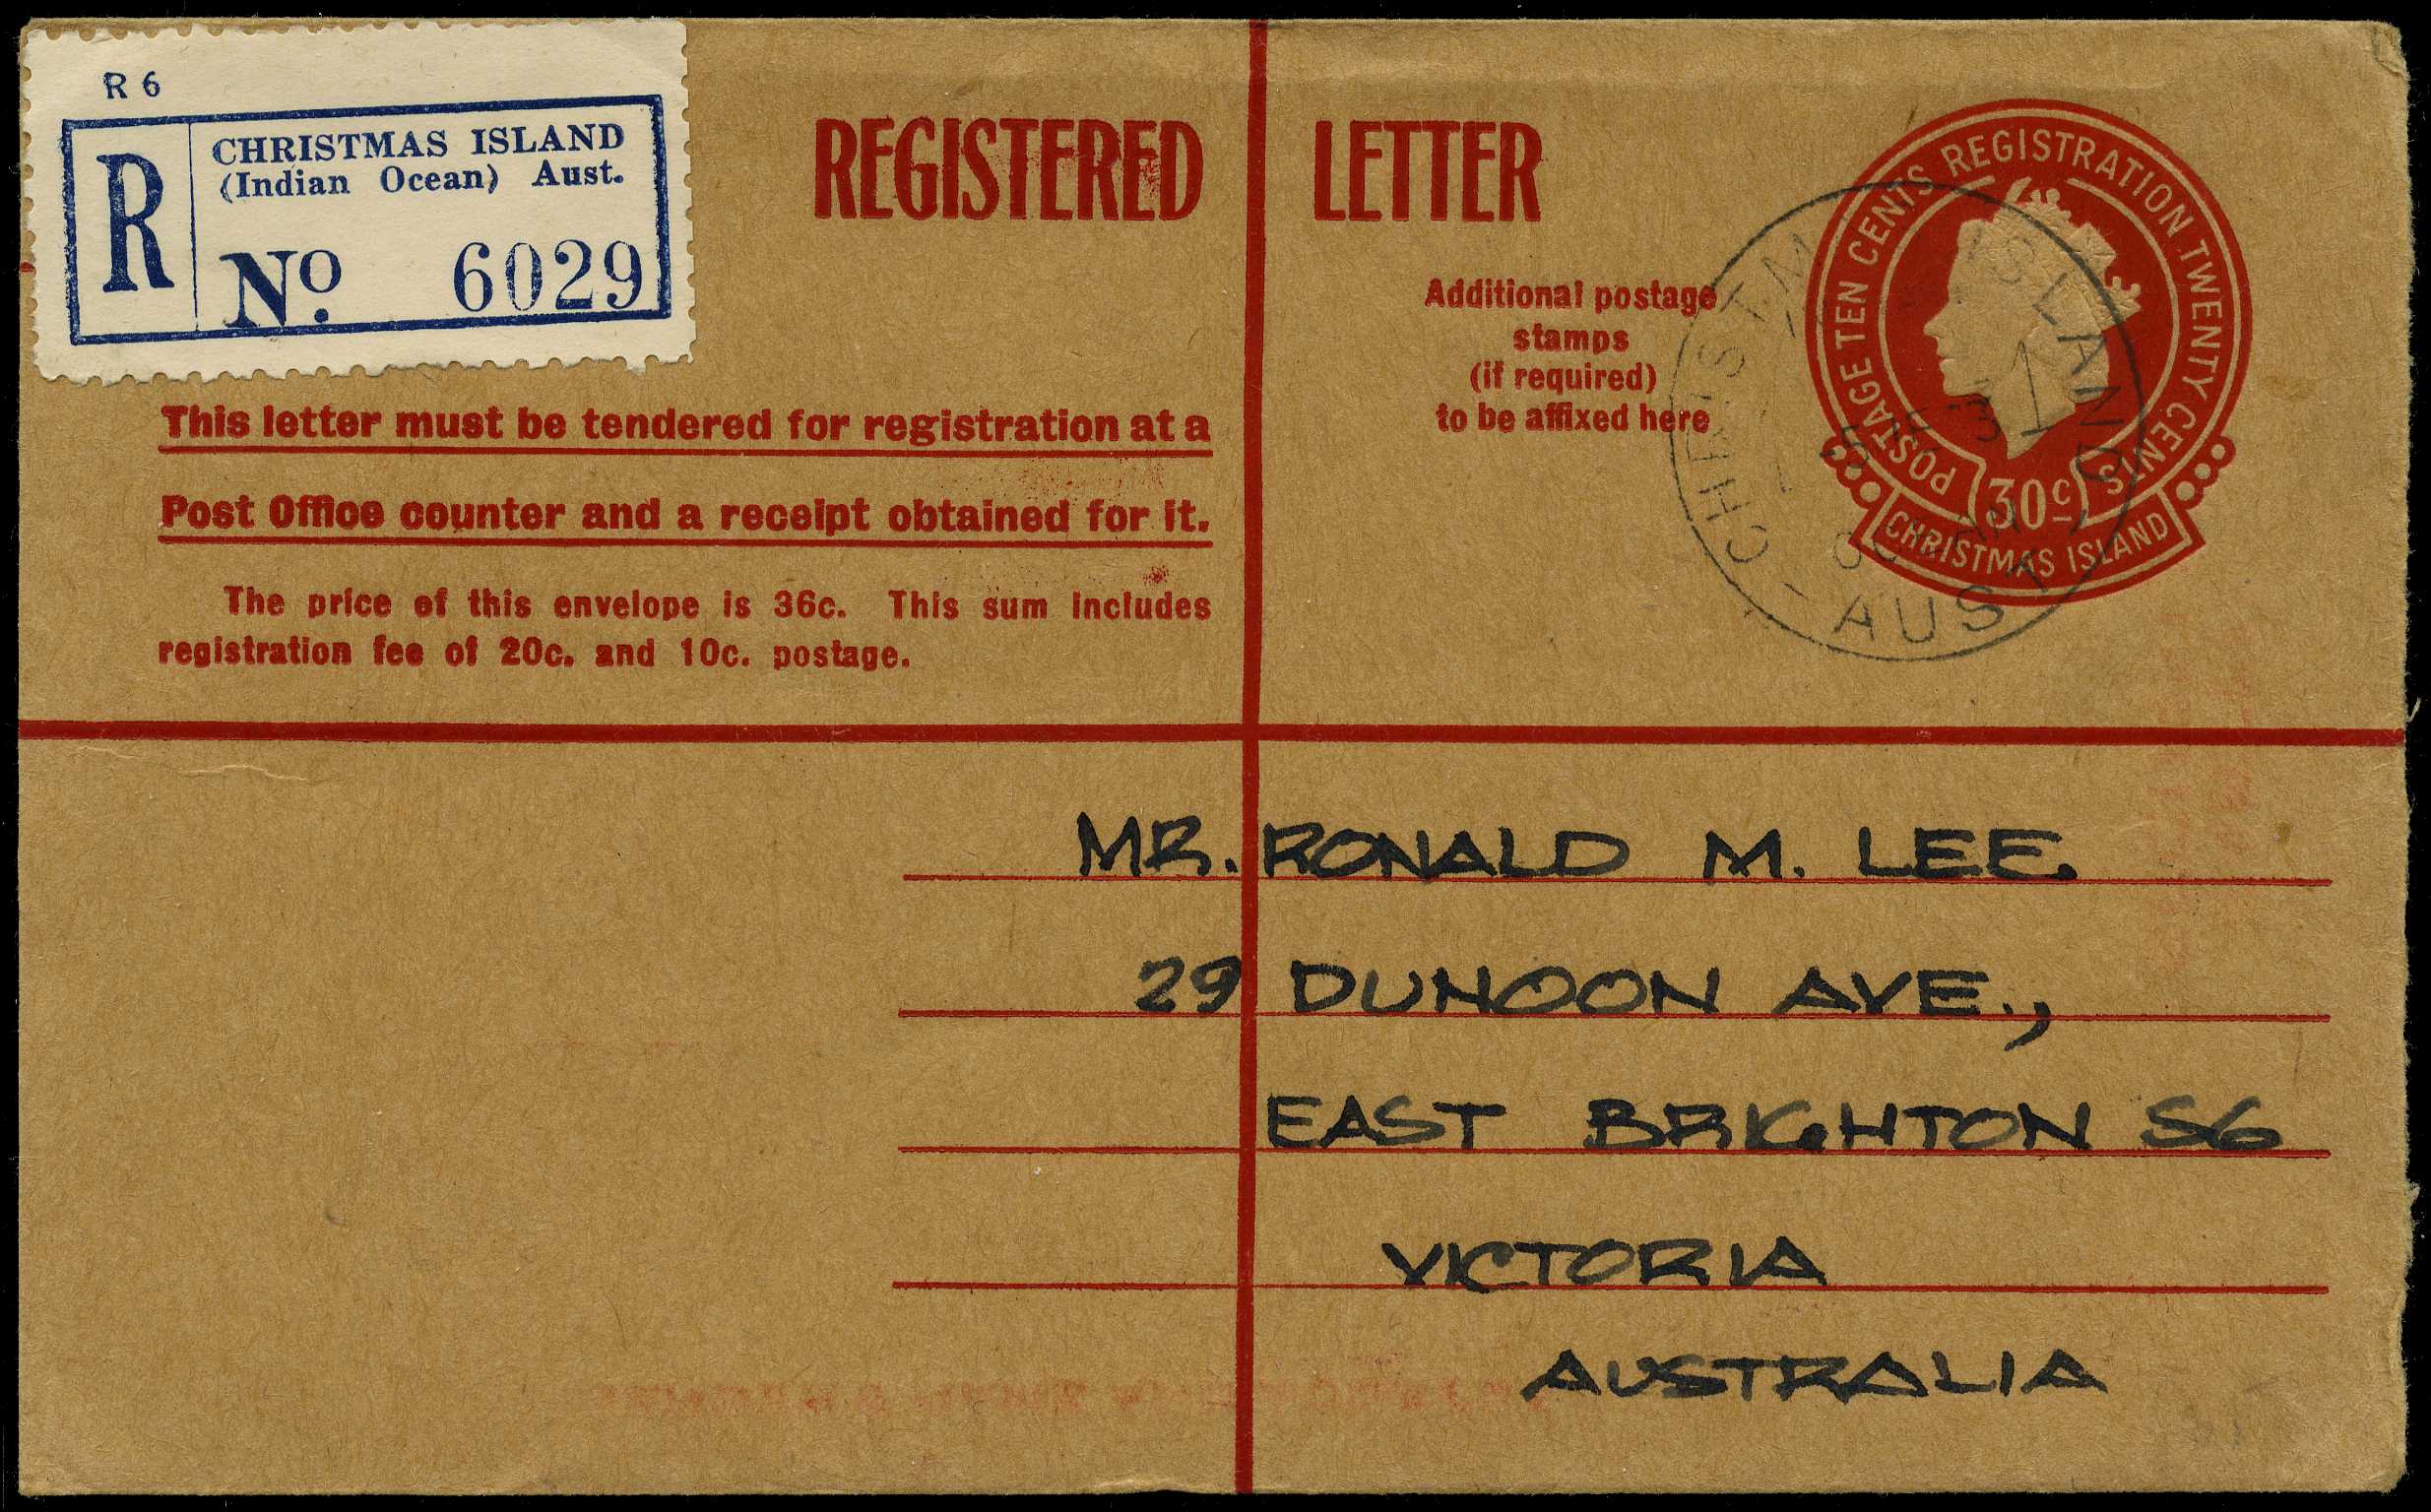 R 6
R
CHRISTMAS ISLAND
(Indian Ocean) Aust.
No. 6029
REGISTERED LETTER
This letter must be tendered for registration at a
Post Office counter and a receipt obtained for it.
The price of this envelope is 36c. This sum includes
registration fee of 20c. and 10c. postage.
Additional postage
stamps
(if required)
to be affixed here
POSTAGE TEN CENTS REGISTRATION TWENTY CENTS
30c
CHRISTMAS ISLAND
ISLAND
AUST
MR. RONALD M. LEE
29 DUNOON AVE.,
EAST BRIGHTON S6
VICTORIA
AUSTRALIA